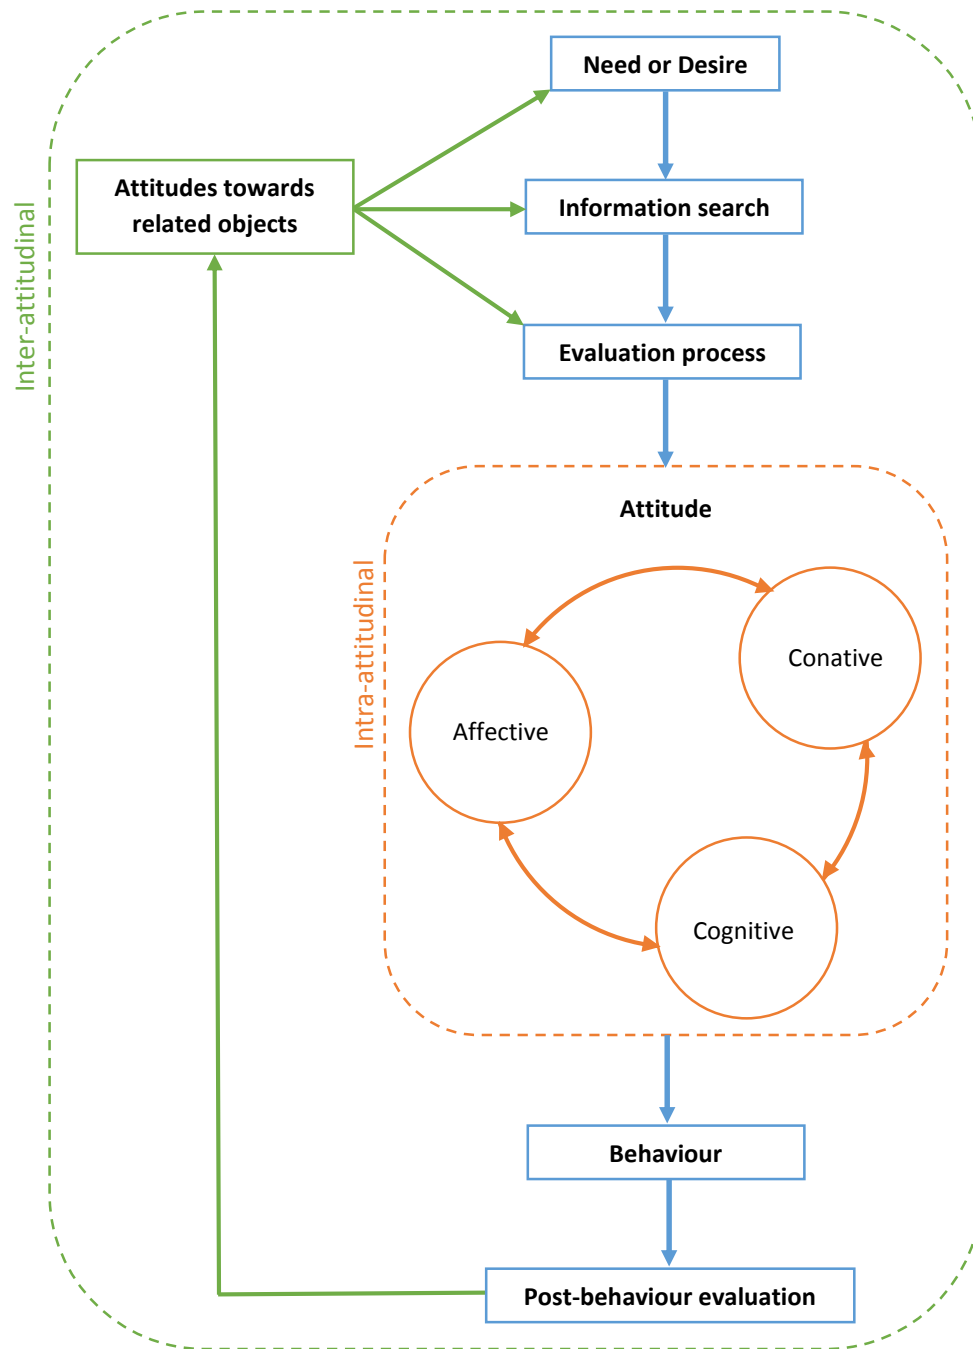 Need or Desire
Attitudes towards
related objects
Information search
Inter-attitudinal
Evaluation process
Attitude
Intra-attitudinal
Conative
Affective
Cognitive
Behaviour
Post-behaviour evaluation